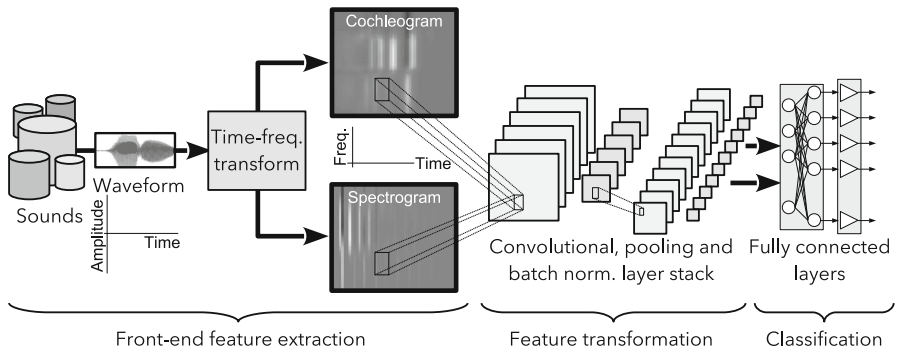 Cochleogram
Time-freq.
transform
Freq.
Time
Waveform
Sounds
Amplitude
Time
Spectrogram
Convolutional, pooling and
batch norm. layer stack
Fully connected
layers
Front-end feature extraction
Feature transformation
Classification